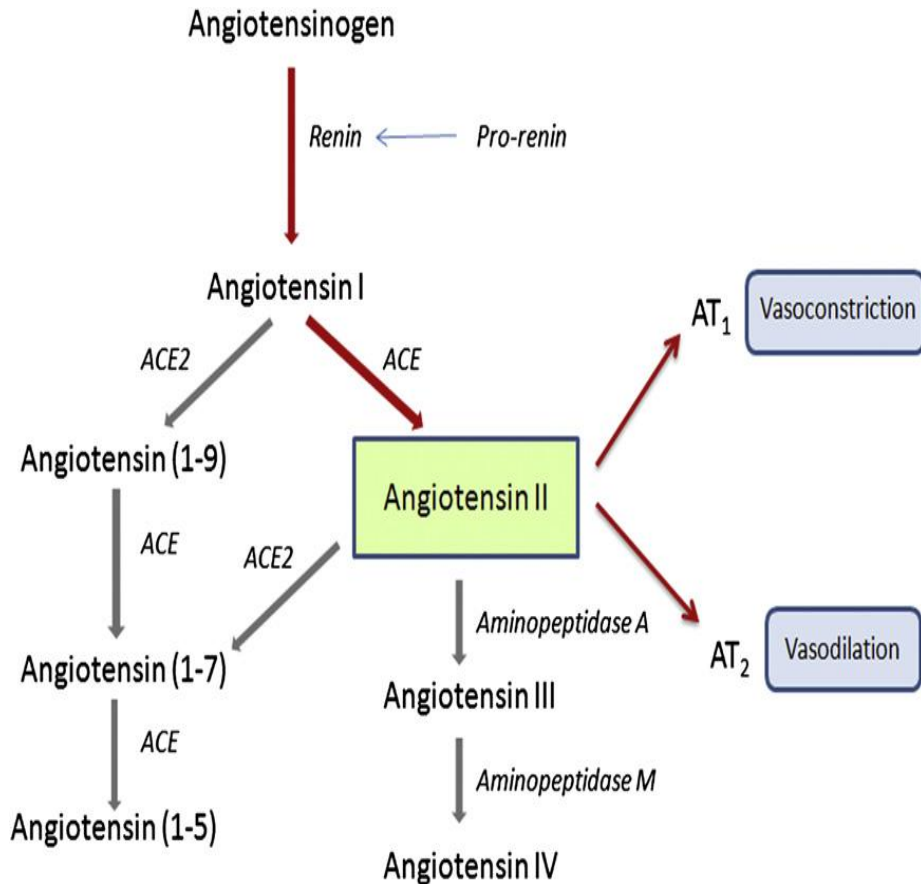 Angiotensinogen
Renin
Pro-renin
Angiotensin I
ACE2
ACE
AT1
Vasoconstriction
Angiotensin (1-9)
Angiotensin II
ACE
ACE2
Aminopeptidase A
AT2
Vasodilation
Angiotensin (1-7)
Angiotensin III
ACE
Aminopeptidase M
Angiotensin (1-5)
Angiotensin IV